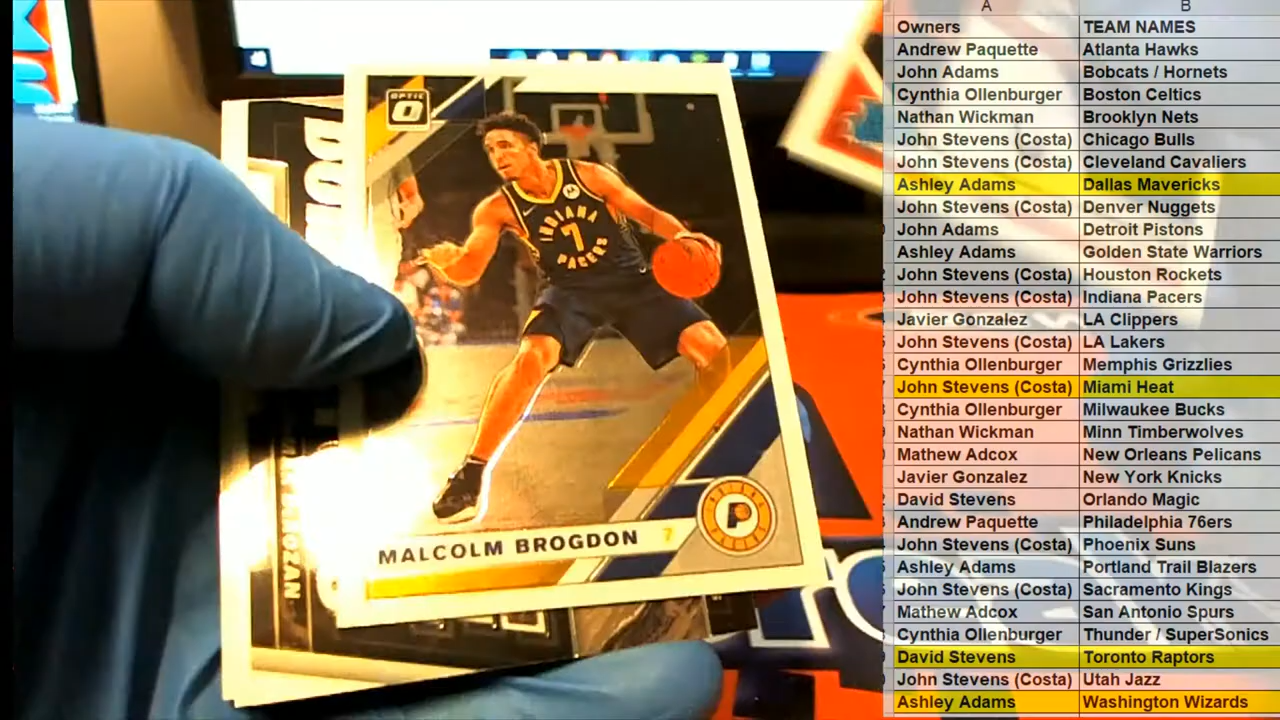 OPTIC
INDIANA
7
PACERS
MALCOLM BROGDON 7
A B
Owners TEAM NAMES
Andrew Paquette Atlanta Hawks
John Adams Bobcats / Hornets
Cynthia Ollenburger Boston Celtics
Nathan Wickman Brooklyn Nets
John Stevens (Costa) Chicago Bulls
John Stevens (Costa) Cleveland Cavaliers
Ashley Adams Dallas Mavericks
John Stevens (Costa) Denver Nuggets
John Adams Detroit Pistons
Ashley Adams Golden State Warriors
John Stevens (Costa) Houston Rockets
John Stevens (Costa) Indiana Pacers
Javier Gonzalez LA Clippers
John Stevens (Costa) LA Lakers
Cynthia Ollenburger Memphis Grizzlies
John Stevens (Costa) Miami Heat
Cynthia Ollenburger Milwaukee Bucks
Nathan Wickman Minn Timberwolves
Mathew Adcox New Orleans Pelicans
Javier Gonzalez New York Knicks
David Stevens Orlando Magic
Andrew Paquette Philadelphia 76ers
John Stevens (Costa) Phoenix Suns
Ashley Adams Portland Trail Blazers
John Stevens (Costa) Sacramento Kings
Mathew Adcox San Antonio Spurs
Cynthia Ollenburger Thunder / SuperSonics
David Stevens Toronto Raptors
John Stevens (Costa) Utah Jazz
Ashley Adams Washington Wizards